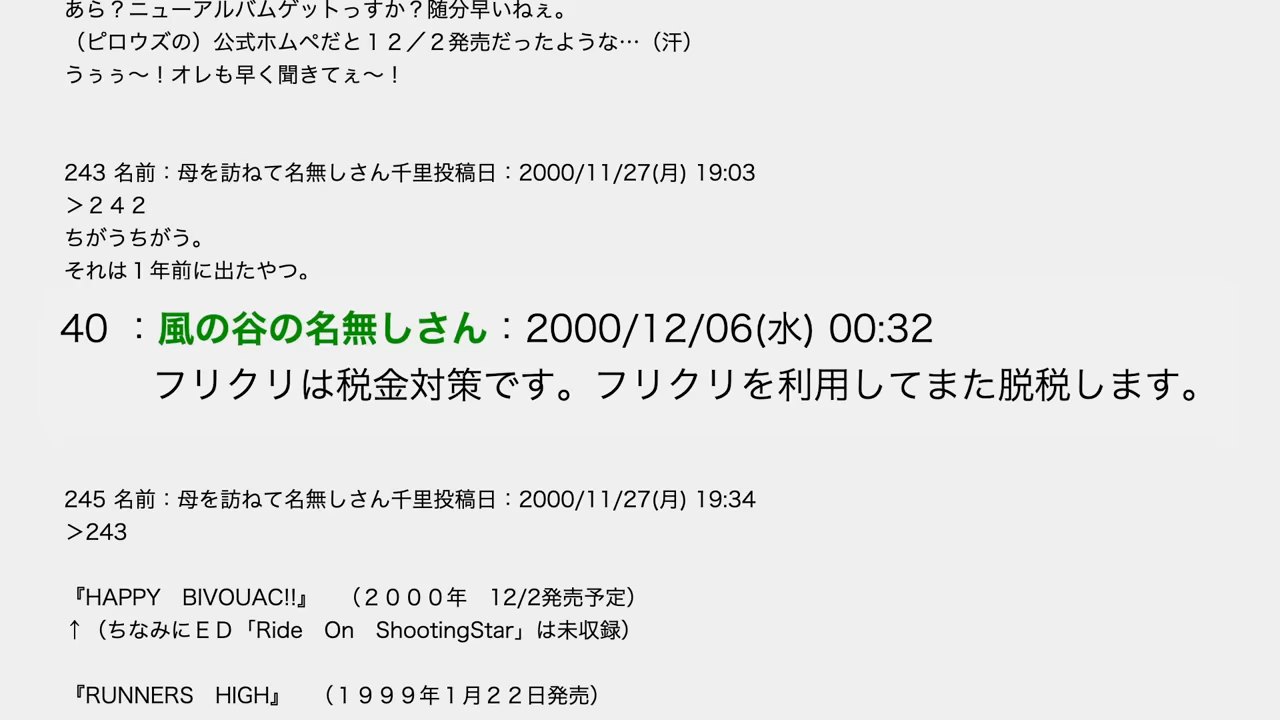 あら？ニューアルバムゲットっすか？随分早いねぇ。
（ピロウズの）公式ホムペだと１２／２発売だったような…（汗）
うぅぅ〜！オレも早く聞きてぇ〜！
243 名前：母を訪ねて名無しさん千里投稿日：2000/11/27(月) 19:03
＞２４２
ちがうちがう。
それは１年前に出たやつ。
40 ：風の谷の名無しさん：2000/12/06(水) 00:32
フリクリは税金対策です。フリクリを利用してまた脱税します。
245 名前：母を訪ねて名無しさん千里投稿日：2000/11/27(月) 19:34
＞243
『HAPPY　BIVOUAC!!』　（２０００年　12/2発売予定）
↑（ちなみにＥＤ「Ride　On　ShootingStar」は未収録）
『RUNNERS　HIGH』　（１９９９年１月２２日発売）